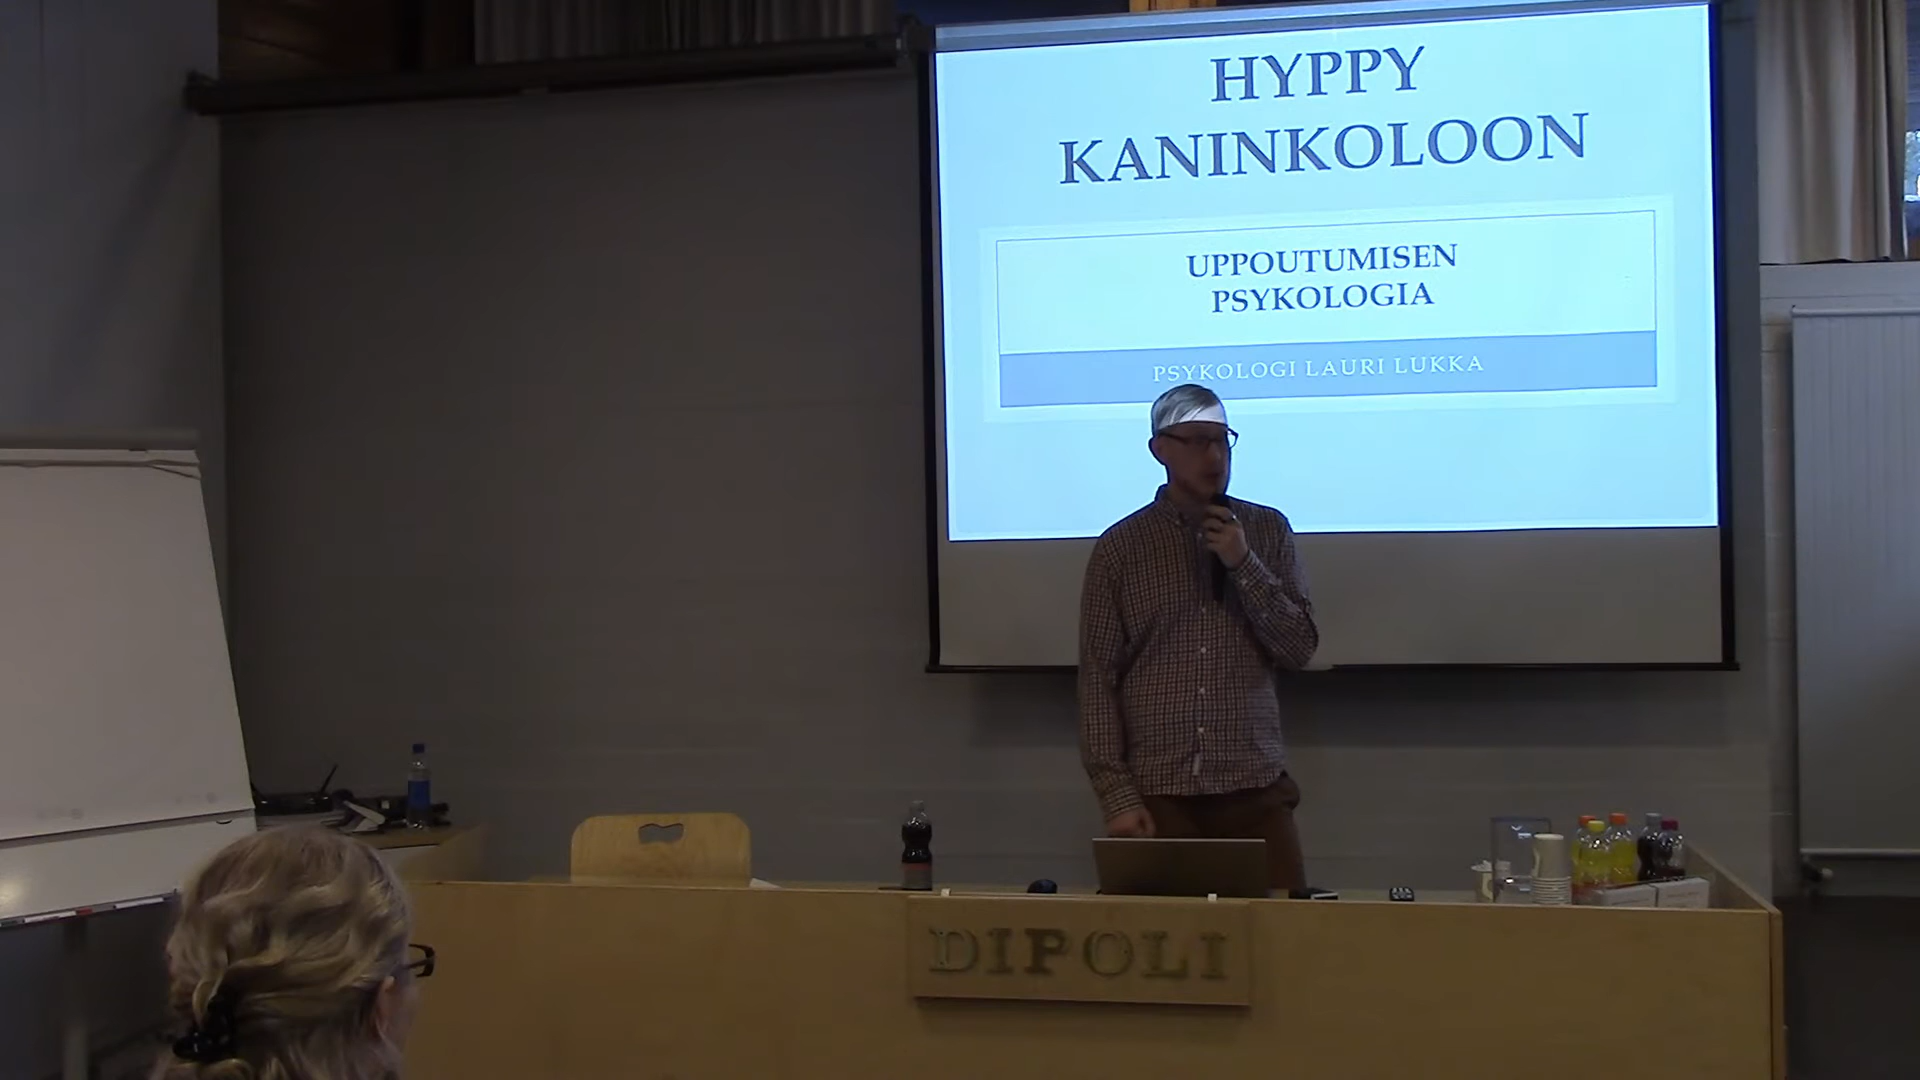 HYPPY
KANINKOLOON
UPPOUTUMISEN
PSYKOLOGIA
PSYKOLOGI LAURI LUKKA
DIPOLI